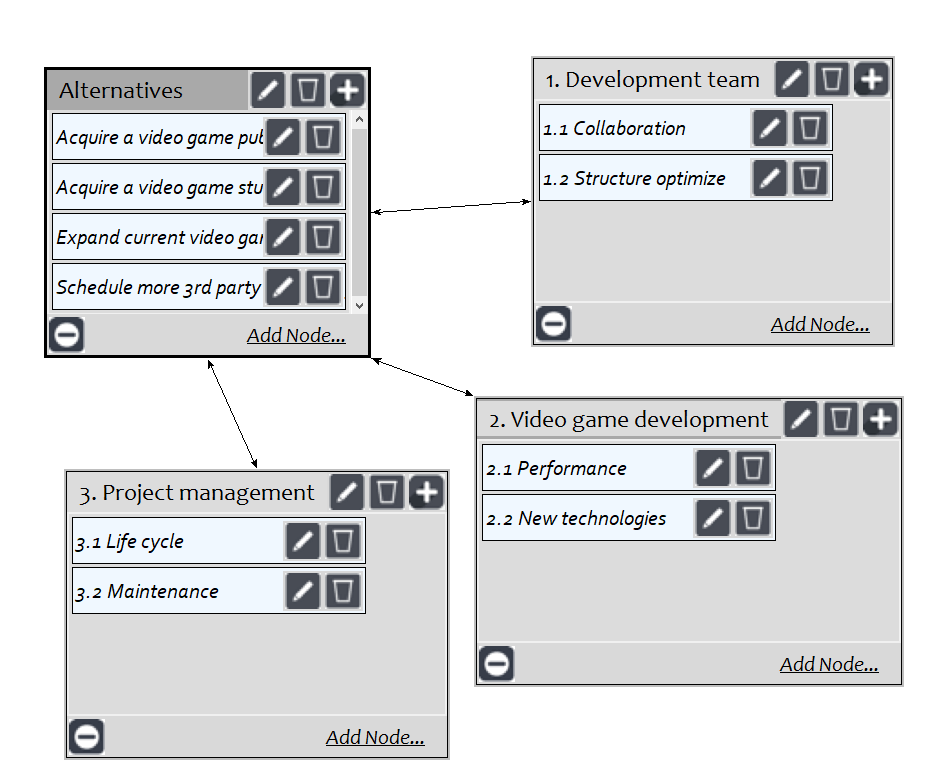 Alternatives
Acquire a video game pub
Acquire a video game stu
Expand current video gar
Schedule more 3rd party
Add Node...
1. Development team
1.1 Collaboration
1.2 Structure optimize
Add Node...
2. Video game development
2.1 Performance
2.2 New technologies
Add Node...
3. Project management
3.1 Life cycle
3.2 Maintenance
Add Node...